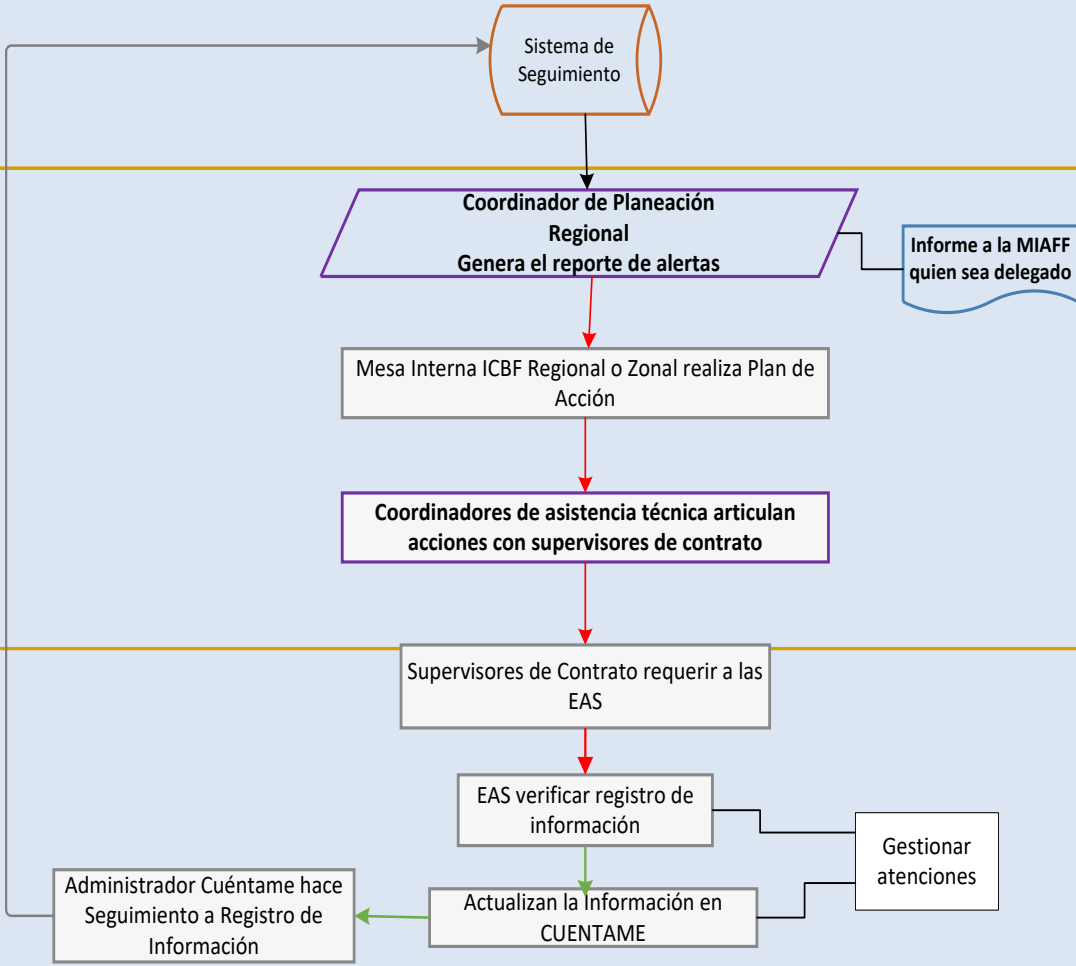 Sistema de
Seguimiento
Coordinador de Planeación
Regional
Genera el reporte de alertas
Informe a la MIAFF
quien sea delegado
Mesa Interna ICBF Regional o Zonal realiza Plan de
Acción
Coordinadores de asistencia técnica articulan
acciones con supervisores de contrato
Supervisores de Contrato requerir a las
EAS
EAS verificar registro de
información
Gestionar
atenciones
Actualizan la Información en
CUENTAME
Administrador Cuéntame hace
Seguimiento a Registro de
Información